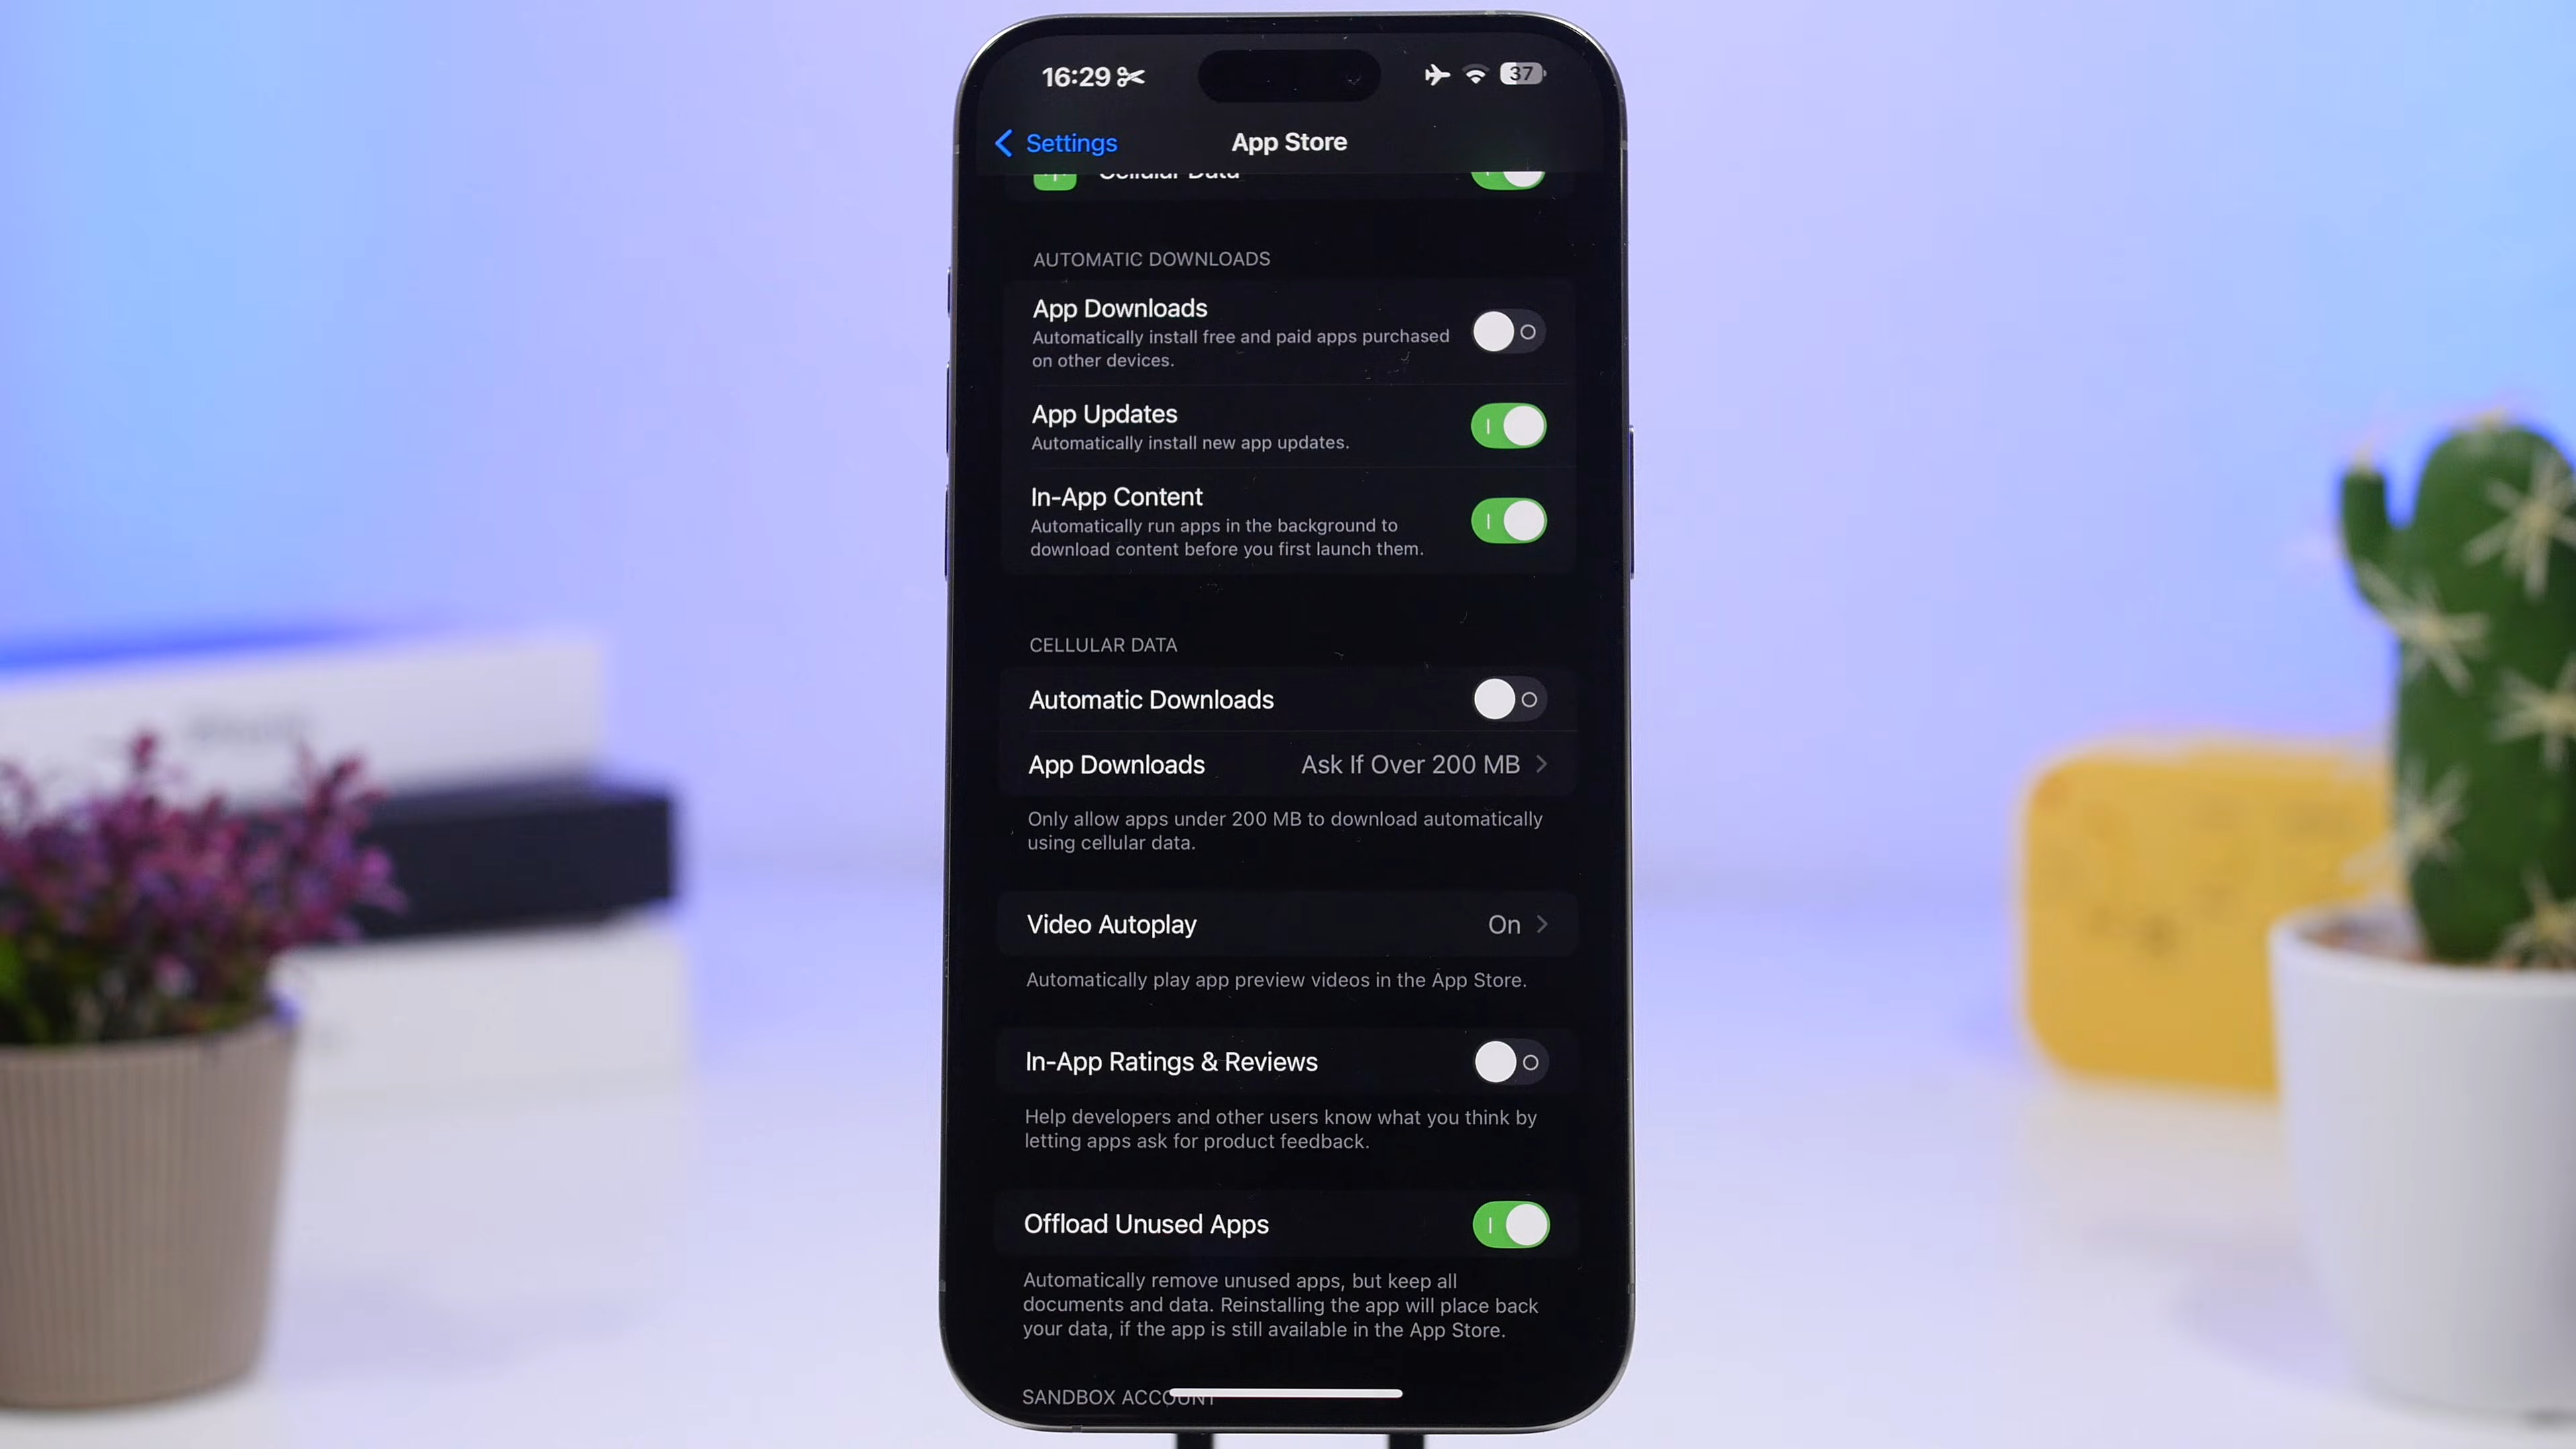 16:29
37
Settings
App Store
Cellular Data
AUTOMATIC DOWNLOADS
App Downloads
Automatically install free and paid apps purchased
on other devices.
App Updates
Automatically install new app updates.
In-App Content
Automatically run apps in the background to
download content before you first launch them.
CELLULAR DATA
Automatic Downloads
App Downloads Ask If Over 200 MB
Only allow apps under 200 MB to download automatically
using cellular data.
Video Autoplay On
Automatically play app preview videos in the App Store.
In-App Ratings & Reviews
Help developers and other users know what you think by
letting apps ask for product feedback.
Offload Unused Apps
Automatically remove unused apps, but keep all
documents and data. Reinstalling the app will place back
your data, if the app is still available in the App Store.
SANDBOX ACCOUNT